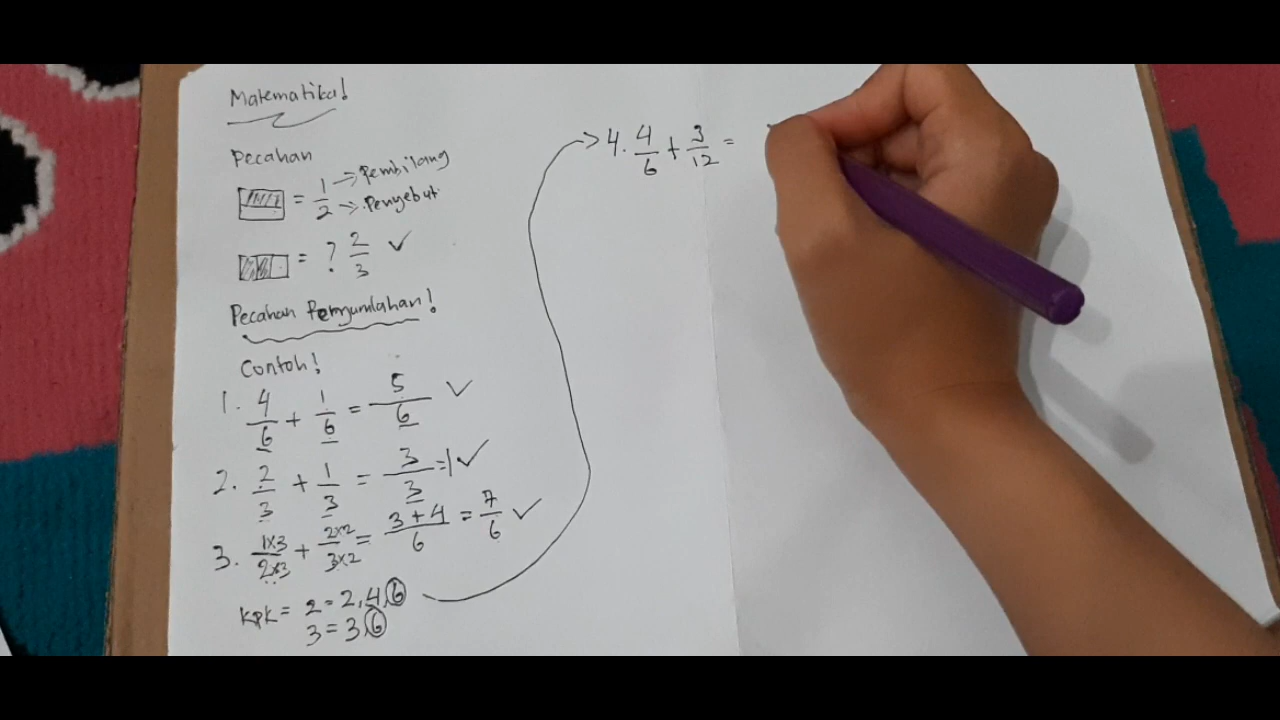 Matematika!
Pecahan
= 1/2 → Pembilang
→ Penyebut
= ? 2/3 ✓
Pecahan Penjumlahan!
Contoh!
1. 4/6 + 1/6 = 5/6 ✓
2. 2/3 + 1/3 = 3/3 = 1 ✓
3. 1x3/2x3 + 2x2/3x2 = 3+4/6 = 7/6 ✓
KPK = 2 = 2, 4, 6
3 = 3, 6
→ 4. 4/6 + 3/12 =